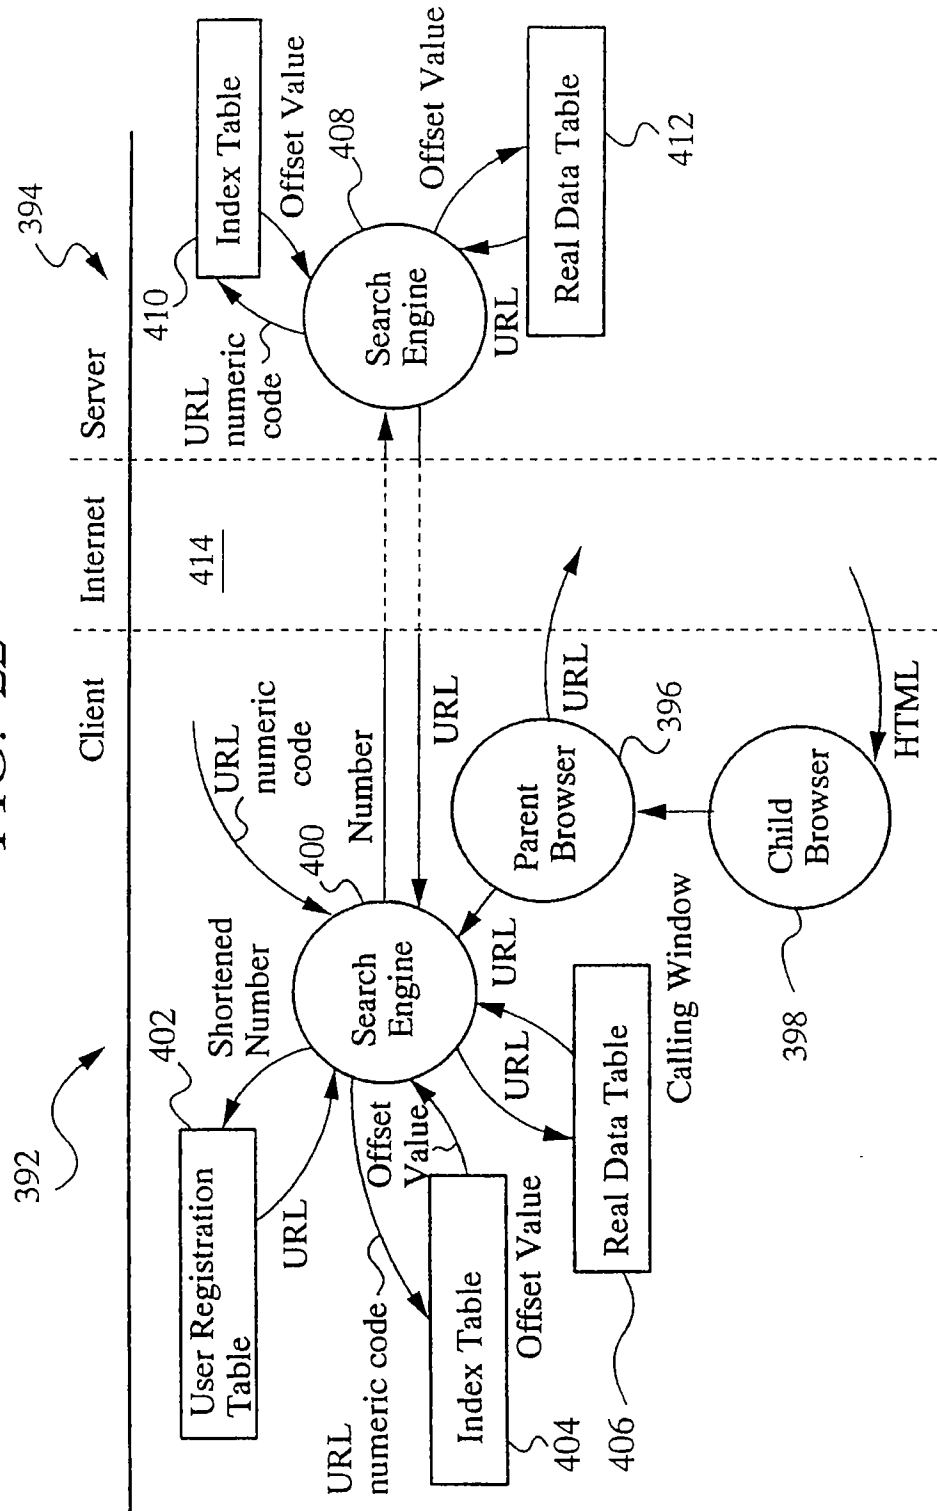 392
394
Client
Internet
Server
402
User Registration
Table
Shortened
Number
URL
URL
numeric
code
400
Search
Engine
Number
URL
414
URL
numeric
code
410
Index Table
Offset Value
408
Search
Engine
Offset Value
URL
Real Data Table
412
URL
numeric code
Offset
Value
Index Table
404
Offset Value
URL
Real Data Table
406
URL
Calling Window
Parent
Browser
396
URL
Child
Browser
398
HTML